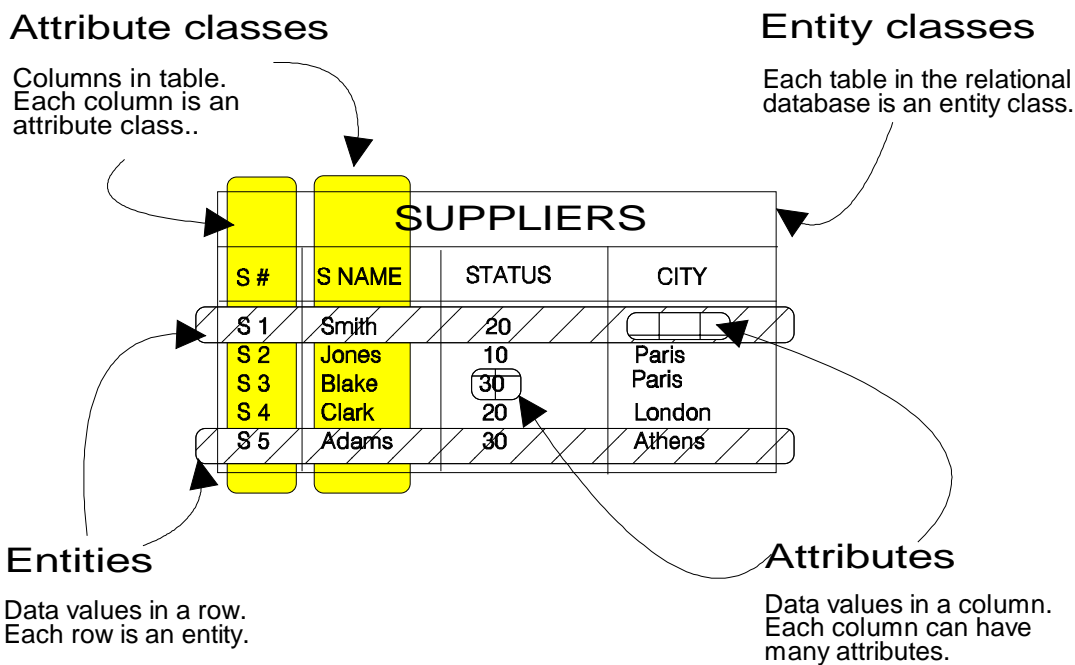 Attribute classes
Columns in table.
Each column is an
attribute class..
Entity classes
Each table in the relational
database is an entity class.
SUPPLIERS
S # S NAME STATUS CITY
S 1 Smith 20
S 2 Jones 10 Paris
S 3 Blake 30 Paris
S 4 Clark 20 London
S 5 Adams 30 Athens
Entities
Data values in a row.
Each row is an entity.
Attributes
Data values in a column.
Each column can have
many attributes.